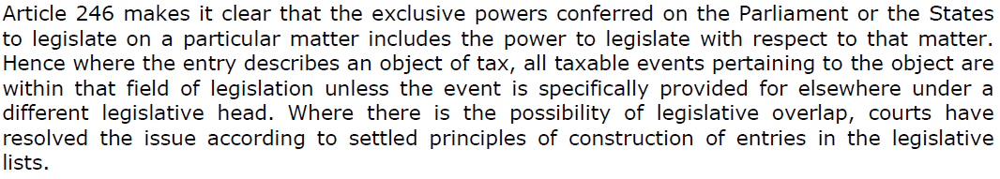 Article 246 makes it clear that the exclusive powers conferred on the Parliament or the States
to legislate on a particular matter includes the power to legislate with respect to that matter.
Hence where the entry describes an object of tax, all taxable events pertaining to the object are
within that field of legislation unless the event is specifically provided for elsewhere under a
different legislative head. Where there is the possibility of legislative overlap, courts have
resolved the issue according to settled principles of construction of entries in the legislative
lists.